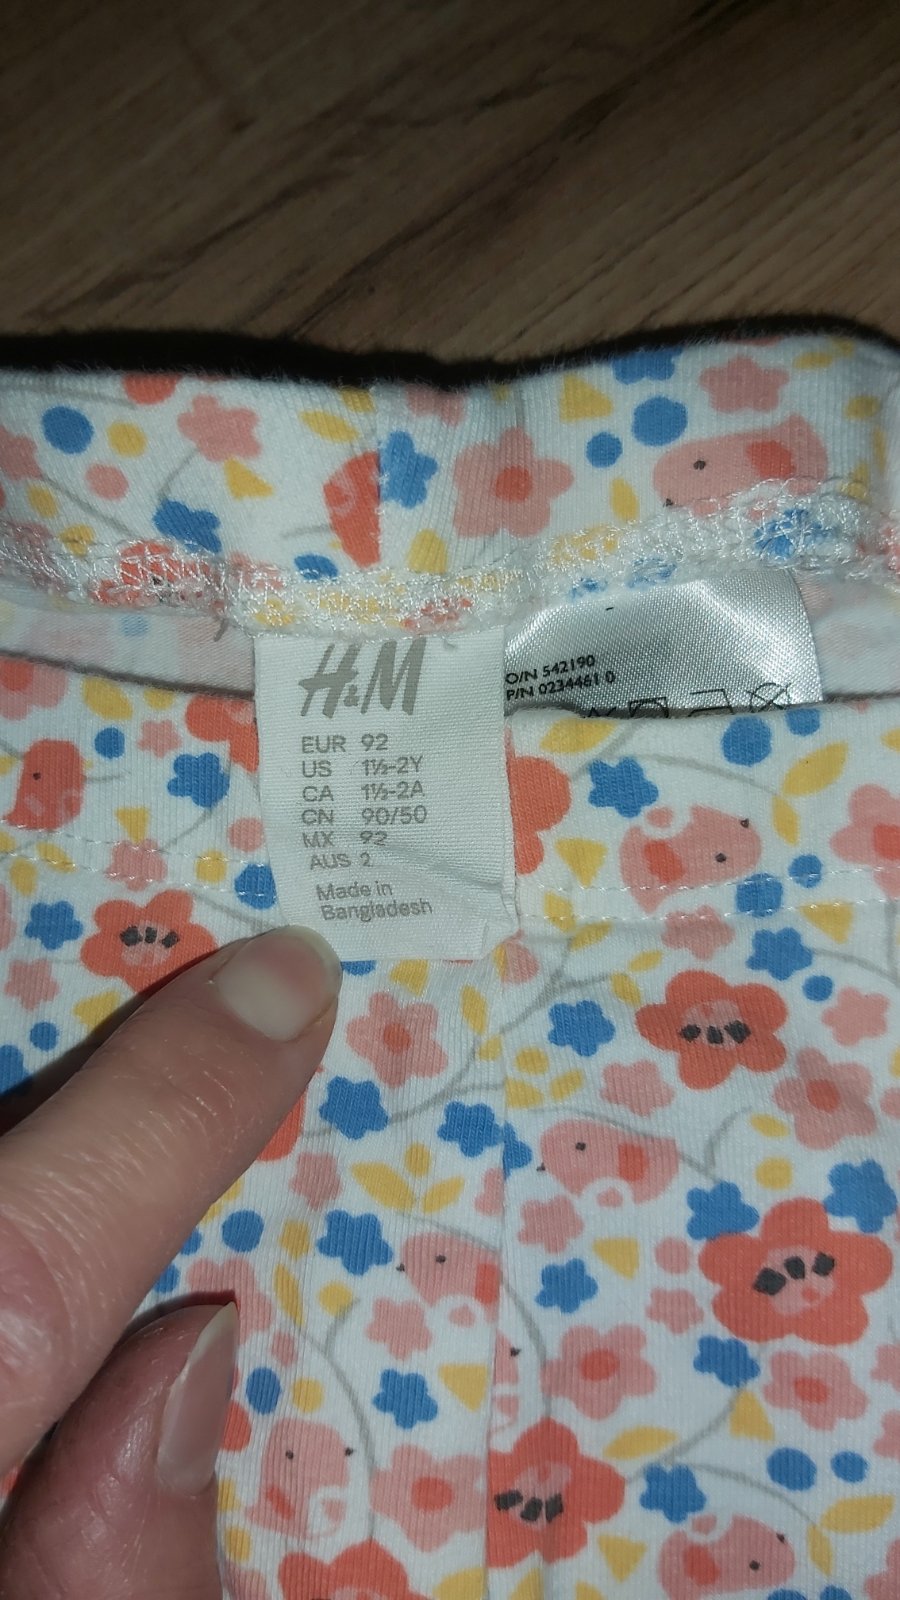 H&M
EUR 92
US 1½-2Y
CA 1½-2A
CN 90/50
MX 92
AUS 2
Made in
Bangladesh
O/N 542190
P/N 0234461 0